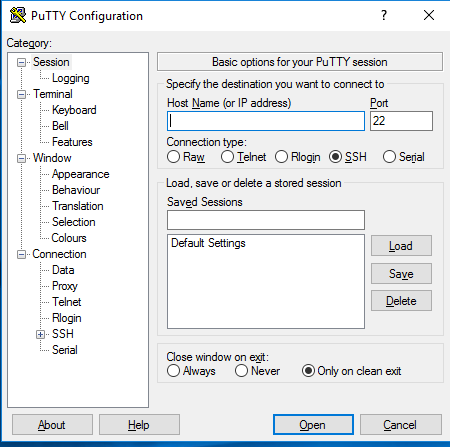 PuTTY Configuration
?
Category:
Session
Logging
Terminal
Keyboard
Bell
Features
Window
Appearance
Behaviour
Translation
Selection
Colours
Connection
Data
Proxy
Telnet
Rlogin
SSH
Serial
Basic options for your PuTTY session
Specify the destination you want to connect to
Host Name (or IP address) Port
22
Connection type:
Raw Telnet Rlogin SSH Serial
Load, save or delete a stored session
Saved Sessions
Default Settings
Load
Save
Delete
Close window on exit:
Always Never Only on clean exit
About Help Open Cancel